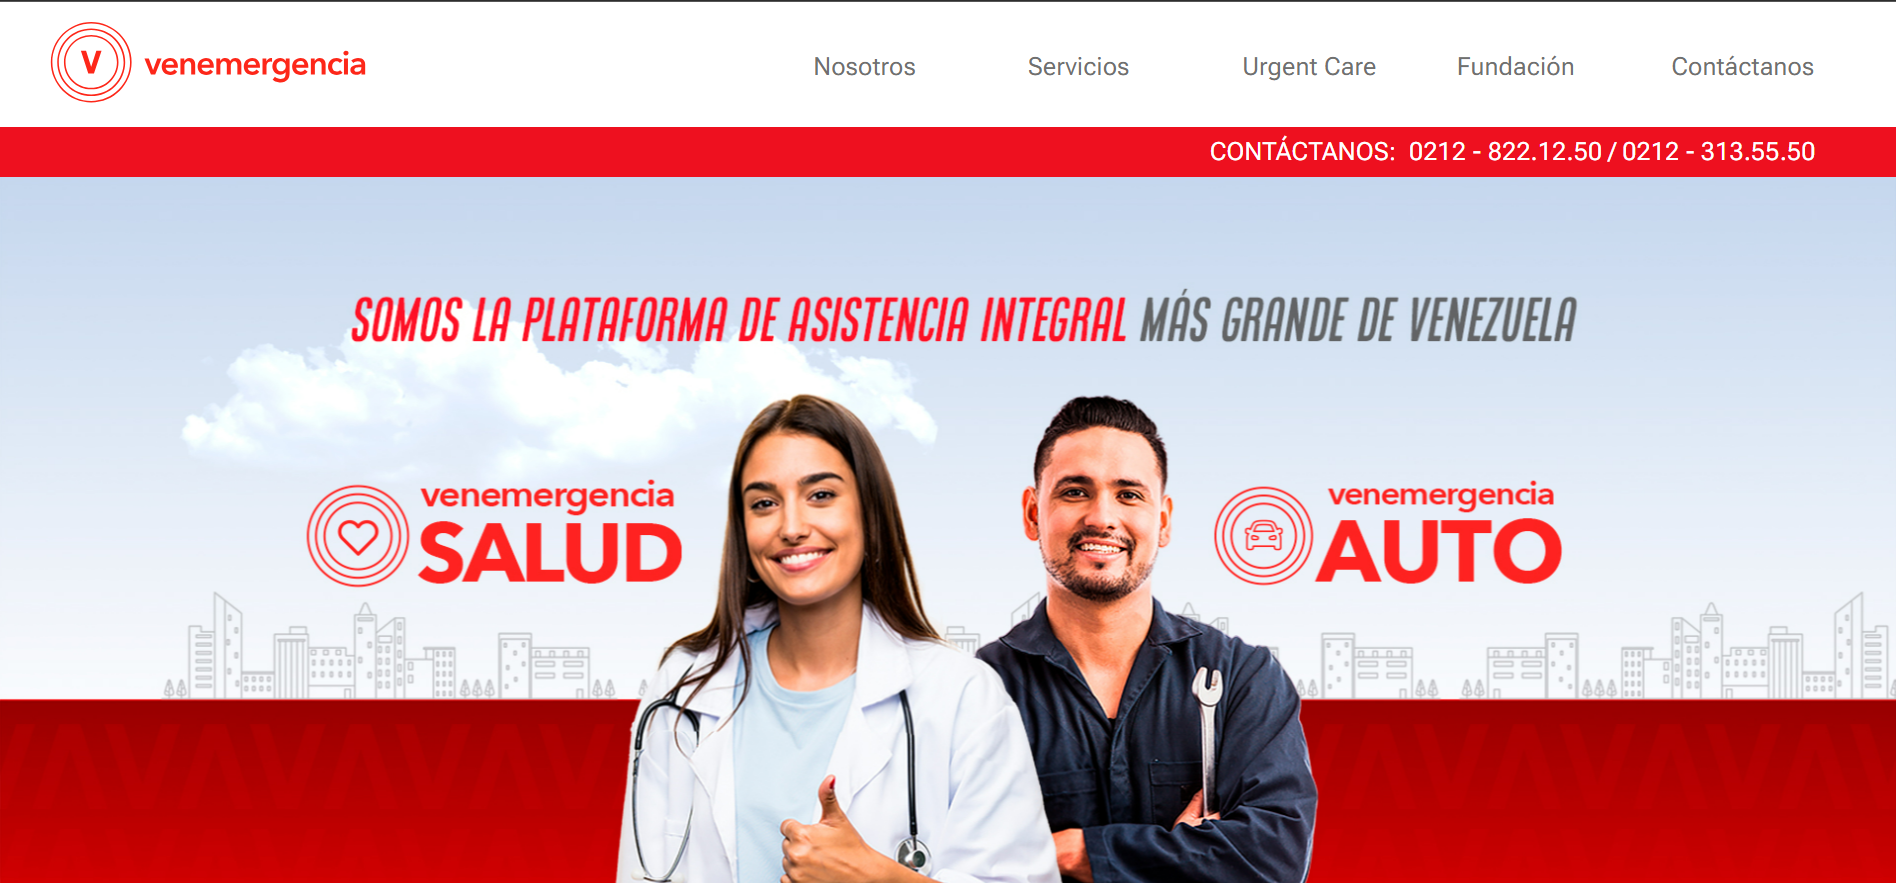 V venemergencia
Nosotros Servicios Urgent Care Fundación Contáctanos
CONTÁCTANOS: 0212 - 822.12.50 / 0212 - 313.55.50
SOMOS LA PLATAFORMA DE ASISTENCIA INTEGRAL MÁS GRANDE DE VENEZUELA
venemergencia
SALUD
venemergencia
AUTO